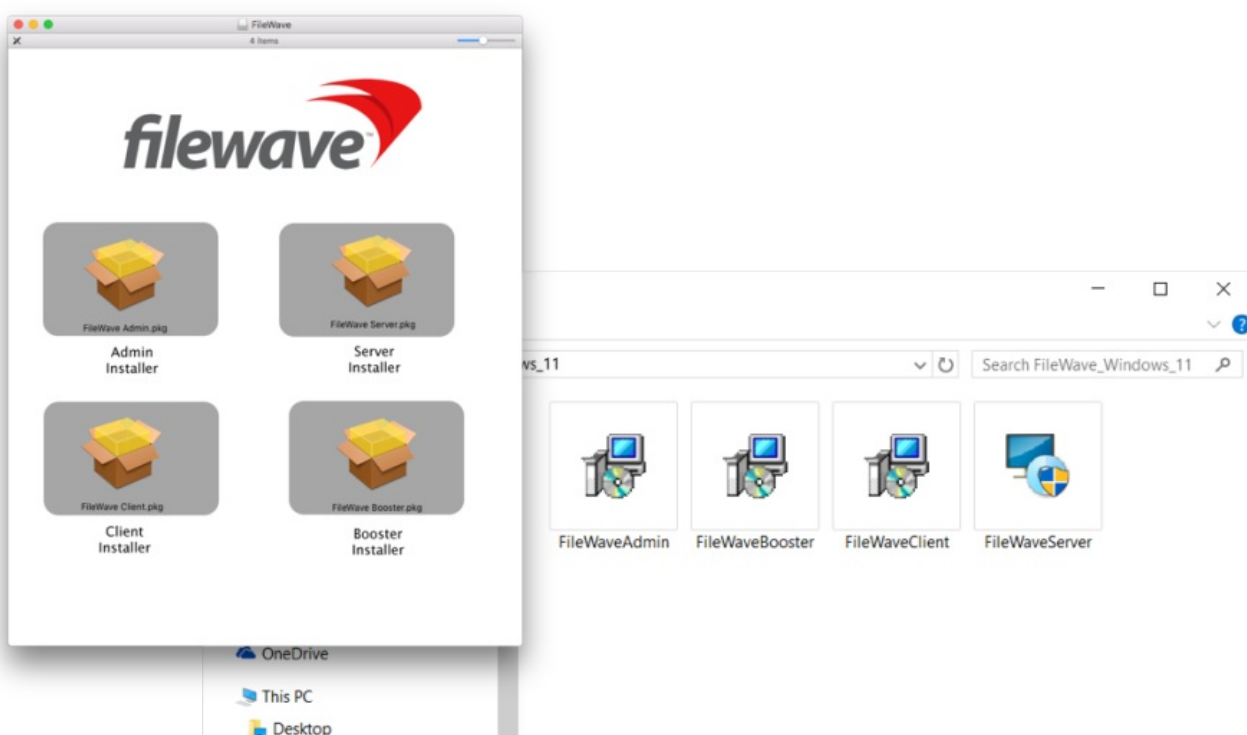 FileWave
4 items
filewave™
FileWave Admin.pkg
Admin
Installer
FileWave Server.pkg
Server
Installer
FileWave Client.pkg
Client
Installer
FileWave Booster.pkg
Booster
Installer
ws_11
Search FileWave_Windows_11
?
FileWaveAdmin
FileWaveBooster
FileWaveClient
FileWaveServer
OneDrive
This PC
Desktop